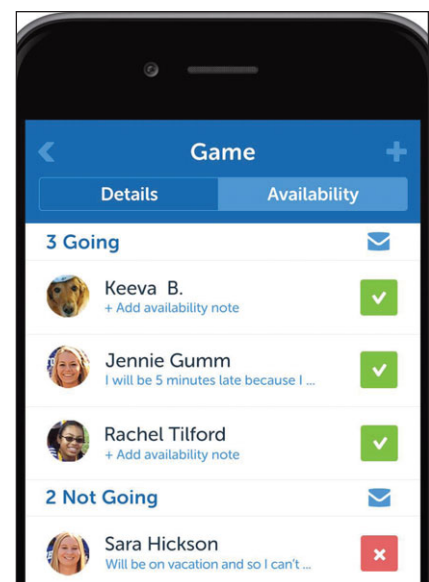 Game
Details Availability
3 Going
Keeva B.
+ Add availability note
Jennie Gumm
I will be 5 minutes late because I ...
Rachel Tilford
+ Add availability note
2 Not Going
Sara Hickson
Will be on vacation and so I can't ...